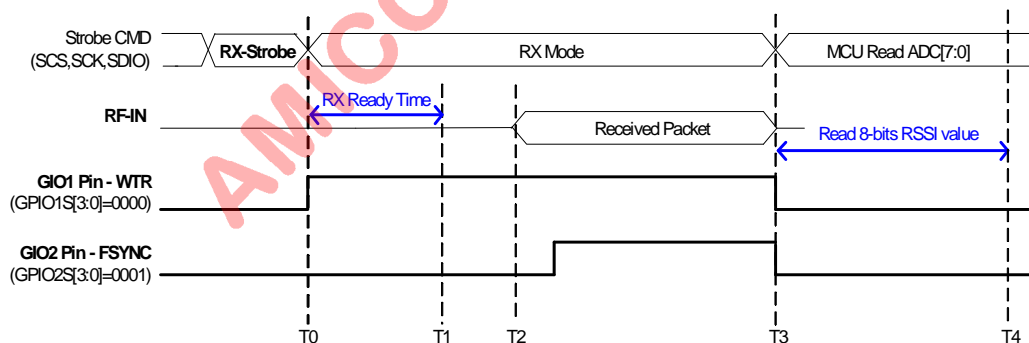 Strobe CMD
(SCS,SCK,SDIO)
RX-Strobe
RX Mode
MCU Read ADC[7:0]
RX Ready Time
RF-IN
Received Packet
Read 8-bits RSSI value
GIO1 Pin - WTR
(GPIO1S[3:0]=0000)
GIO2 Pin - FSYNC
(GPIO2S[3:0]=0001)
T0
T1
T2
T3
T4
AMICC